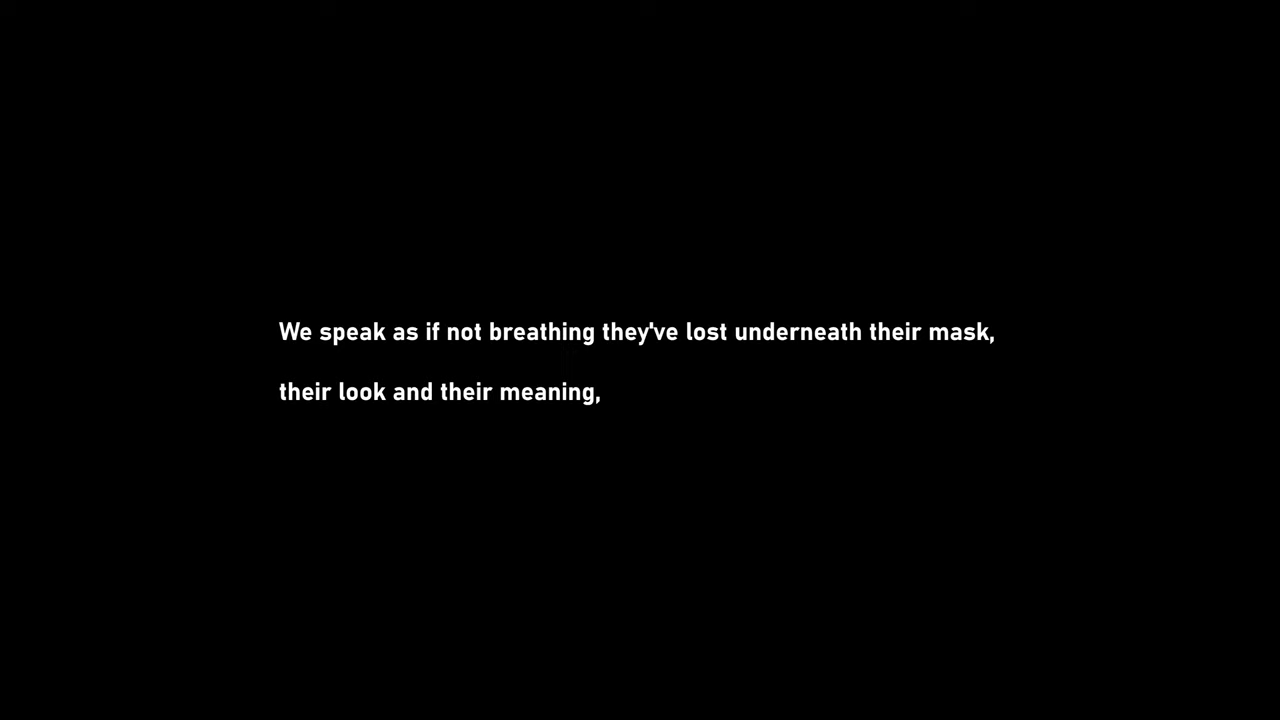 We speak as if not breathing they've lost underneath their mask,
their look and their meaning,